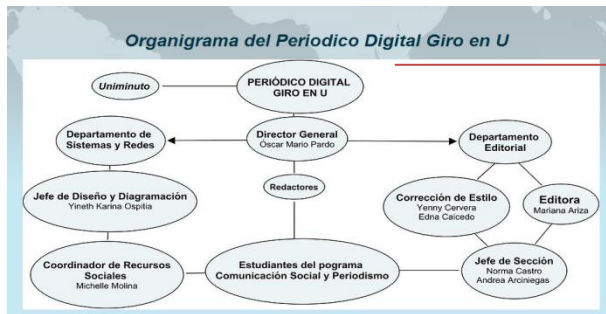 Organigrama del Periodico Digital Giro en U
Uniminuto
PERIÓDICO DIGITAL
GIRO EN U
Departamento de
Sistemas y Redes
Director General
Óscar Mario Pardo
Departamento
Editorial
Jefe de Diseño y Diagramación
Yineth Karina Ospitia
Redactores
Corrección de Estilo
Yenny Cervera
Edna Caicedo
Editora
Mariana Ariza
Coordinador de Recursos
Sociales
Michelle Molina
Estudiantes del pograma
Comunicación Social y Periodismo
Jefe de Sección
Norma Castro
Andrea Arciniegas